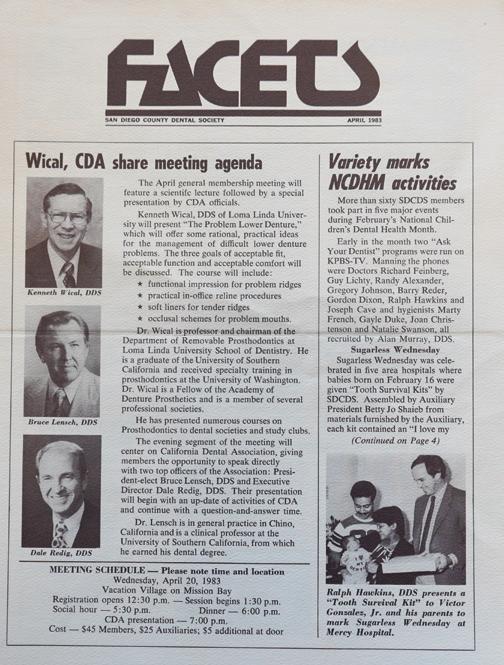 FACETS
SAN DIEGO COUNTY DENTAL SOCIETY
APRIL 1983
Wical, CDA share meeting agenda
Kenneth Wical, DDS
Bruce Lensch, DDS
Dale Redig, DDS
The April general membership meeting will
feature a scientifc lecture followed by a special
presentation by CDA officials.
Kenneth Wical, DDS of Loma Linda Univer-
sity will present "The Problem Lower Denture,"
which will offer some rational, practical ideas
for the management of difficult lower denture
problems. The three goals of acceptable fit,
acceptable function and acceptable comfort will
be discussed. The course will include:
★ functional impression for problem ridges
★ practical in-office reline procedures
★ soft liners for tender ridges
★ occlusal schemes for problem mouths.
Dr. Wical is professor and chairman of the
Department of Removable Prosthodontics at
Loma Linda University School of Dentistry. He
is a graduate of the University of Southern
California and received specialty training in
prosthodontics at the University of Washington.
Dr. Wical is a Fellow of the Academy of
Denture Prosthetics and is a member of several
professional societies.
He has presented numerous courses on
Prosthodontics to dental societies and study clubs.
The evening segment of the meeting will
center on California Dental Association, giving
members the opportunity to speak directly
with two top officers of the Association: Presi-
dent-elect Bruce Lensch, DDS and Executive
Director Dale Redig, DDS. Their presentation
will begin with an up-date of activities of CDA
and continue with a question-and-answer time.
Dr. Lensch is in general practice in Chino,
California and is a clinical professor at the
University of Southern California, from which
he earned his dental degree.
MEETING SCHEDULE — Please note time and location
Wednesday, April 20, 1983
Vacation Village on Mission Bay
Registration opens 12:30 p.m. — Session begins 1:30 p.m.
Social hour — 5:30 p.m. Dinner — 6:00 p.m.
CDA presentation — 7:00 p.m.
Cost — $45 Members, $25 Auxiliaries; $5 additional at door
Variety marks
NCDHM activities
More than sixty SDCDS members
took part in five major events
during February's National Chil-
dren's Dental Health Month.
Early in the month two "Ask
Your Dentist" programs were run on
KPBS-TV. Manning the phones
were Doctors Richard Feinberg,
Guy Lichty, Randy Alexander,
Gregory Johnson, Barry Reder,
Gordon Dixon, Ralph Hawkins and
Joseph Cave and hygienists Marty
French, Gayle Duke, Joan Chris-
tenson and Natalie Swanson, all
recruited by Alan Murray, DDS.
Sugarless Wednesday
Sugarless Wednesday was cele-
brated in five area hospitals where
babies born on February 16 were
given "Tooth Survival Kits" by
SDCDS. Assembled by Auxiliary
President Betty Jo Shaieb from
materials furnished by the Auxiliary,
each kit contained an "I love my
(Continued on Page 4)
Ralph Hawkins, DDS presents a
"Tooth Survival Kit" to Victor
Gonzalez, Jr. and his parents to
mark Sugarless Wednesday at
Mercy Hospital.